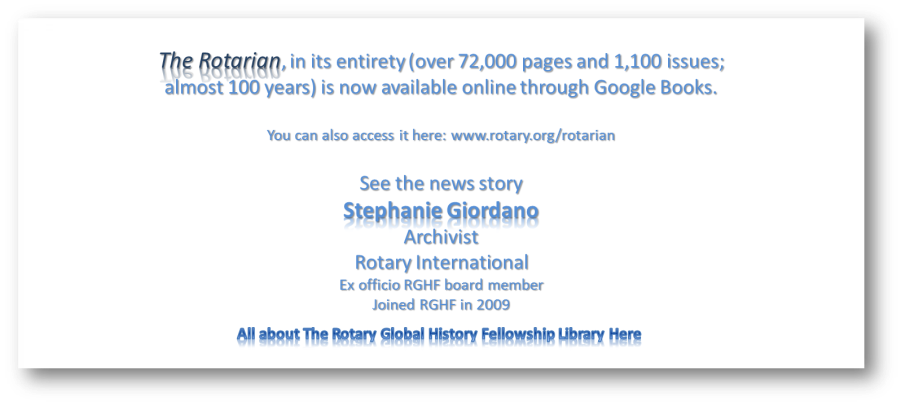 The Rotarian, in its entirety (over 72,000 pages and 1,100 issues;
almost 100 years) is now available online through Google Books.
You can also access it here: www.rotary.org/rotarian
See the news story
Stephanie Giordano
Archivist
Rotary International
Ex officio RGHF board member
Joined RGHF in 2009
All about The Rotary Global History Fellowship Library Here